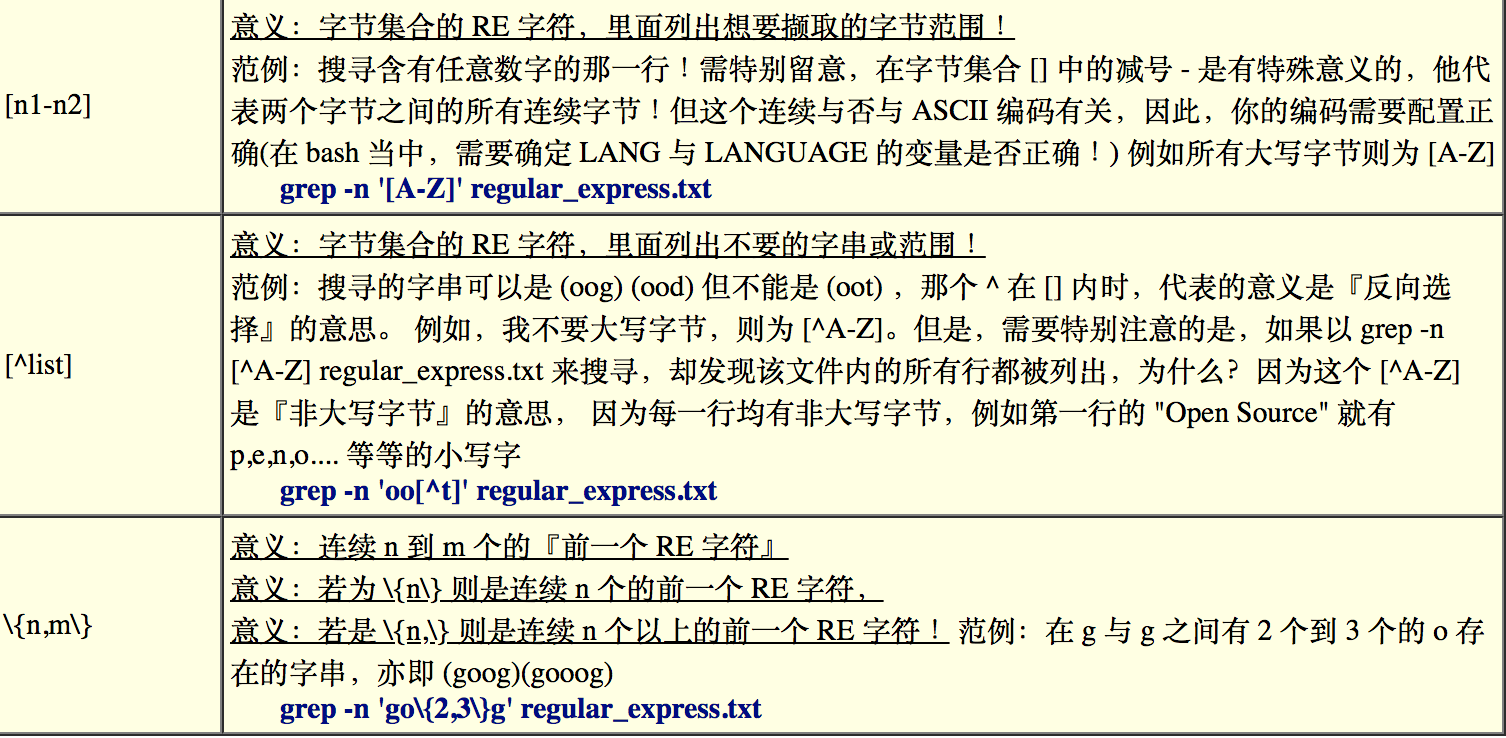 意义：字节集合的 RE 字符，里面列出想要撷取的字节范围！
范例：搜寻含有任意数字的那一行！需特别留意，在字节集合 [] 中的减号 - 是有特殊意义的，他代
表两个字节之间的所有连续字节！但这个连续与否与 ASCII 编码有关，因此，你的编码需要配置正
[n1-n2]
确(在 bash 当中，需要确定 LANG 与 LANGUAGE 的变量是否正确！) 例如所有大写字节则为 [A-Z]
grep -n '[A-Z]' regular_express.txt
意义：字节集合的 RE 字符，里面列出不要的字串或范围！
范例：搜寻的字串可以是 (oog) (ood) 但不能是 (oot) ，那个 ^ 在 [] 内时，代表的意义是『反向选
择』的意思。 例如，我不要大写字节，则为 [^A-Z]。但是，需要特别注意的是，如果以 grep -n
[^list]
[^A-Z] regular_express.txt 来搜寻，却发现该文件内的所有行都被列出，为什么？因为这个 [^A-Z]
是『非大写字节』的意思， 因为每一行均有非大写字节，例如第一行的 "Open Source" 就有
p,e,n,o.... 等等的小写字
grep -n 'oo[^t]' regular_express.txt
意义：连续 n 到 m 个的『前一个 RE 字符』
意义：若为 \{n\} 则是连续 n 个的前一个 RE 字符，
\{n,m\}
意义：若是 \{n,\} 则是连续 n 个以上的前一个 RE 字符！ 范例：在 g 与 g 之间有 2 个到 3 个的 o 存
在的字串，亦即 (goog)(gooog)
grep -n 'go\{2,3\}g' regular_express.txt